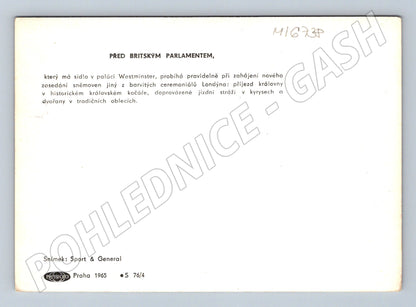 M1673P
PŘED BRITSKÝM PARLAMENTEM,
který má sídlo v paláci Westminster, probíhá pravidelně při zahájení nového
zasedání sněmoven jiný z barvitých ceremoniálů Londýna: příjezd královny
v historickém královském kočáře, doprovázené jízdní stráží v kyrysech a
dvořany v tradičních oblecích.
POHLEDNICE - GASH
Snímek: Sport & General
Praha 1965 ● S 76/4